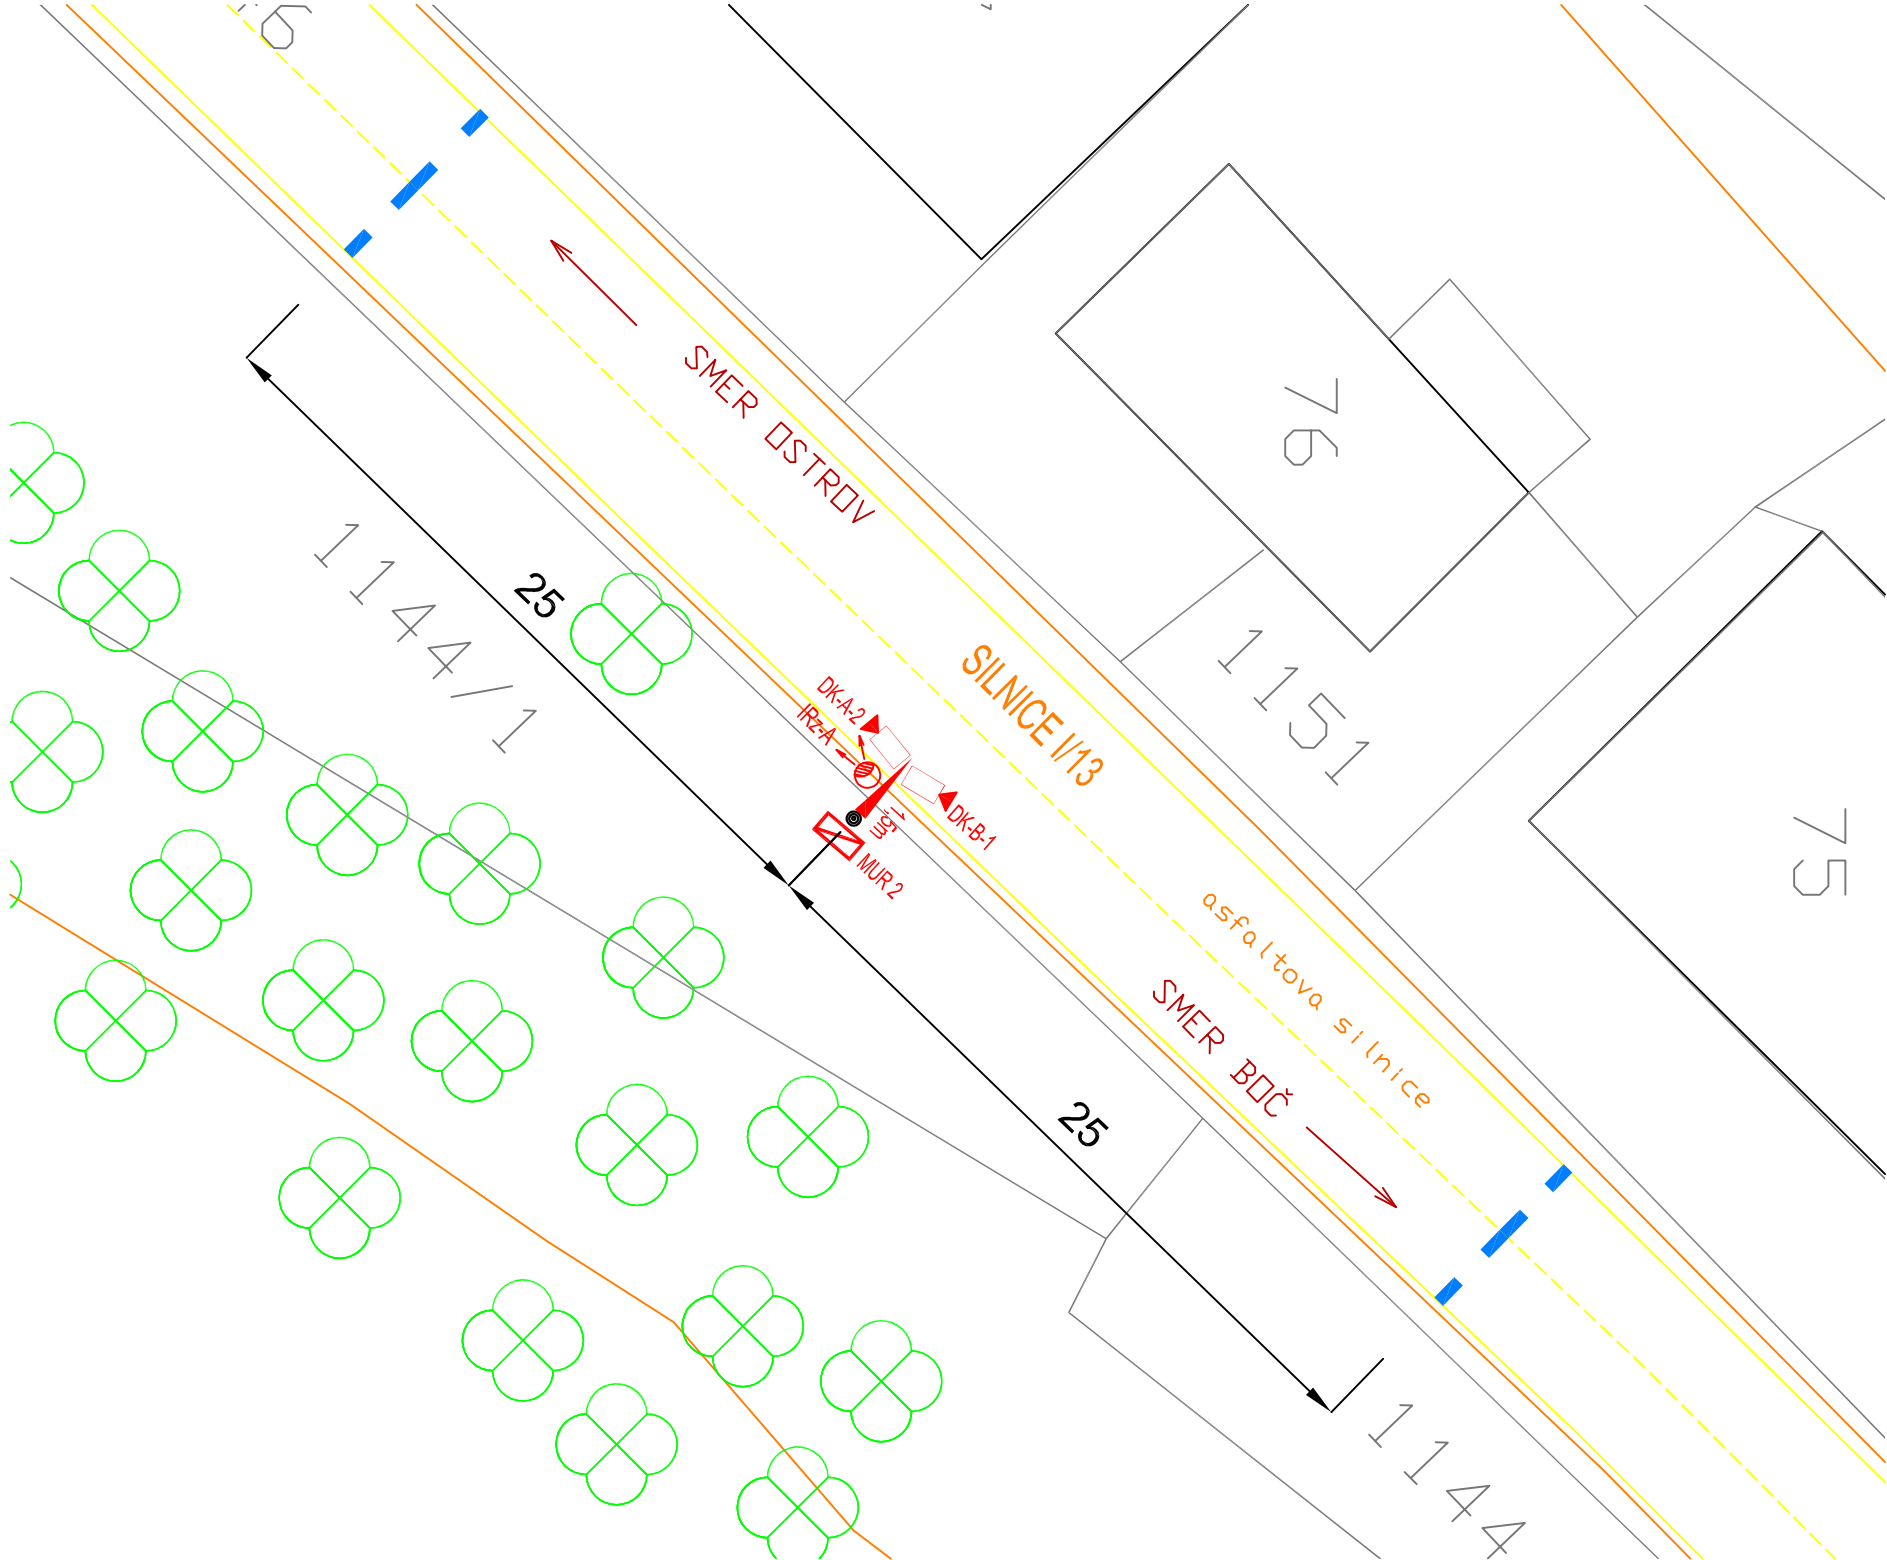 6
SMER OSTROV
76
1144/1
25
1151
DK-A-2
IRz-A
SILNICE I/13
DK-B-1
MUR 2
75
asfaltova silnice
SMER BOČ
25
1144